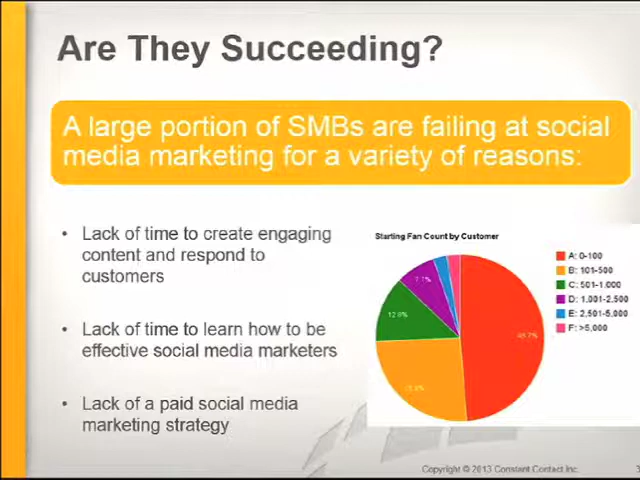 Are They Succeeding?
A large portion of SMBs are failing at social
media marketing for a variety of reasons:
• Lack of time to create engaging
content and respond to
customers
• Lack of time to learn how to be
effective social media marketers
• Lack of a paid social media
marketing strategy
Starting Fan Count by Customer
A: 0-100
B: 101-500
C: 501-1,000
D: 1,001-2,500
E: 2,501-5,000
F: >5,000
7.1%
Copyright © 2013 Constant Contact Inc.